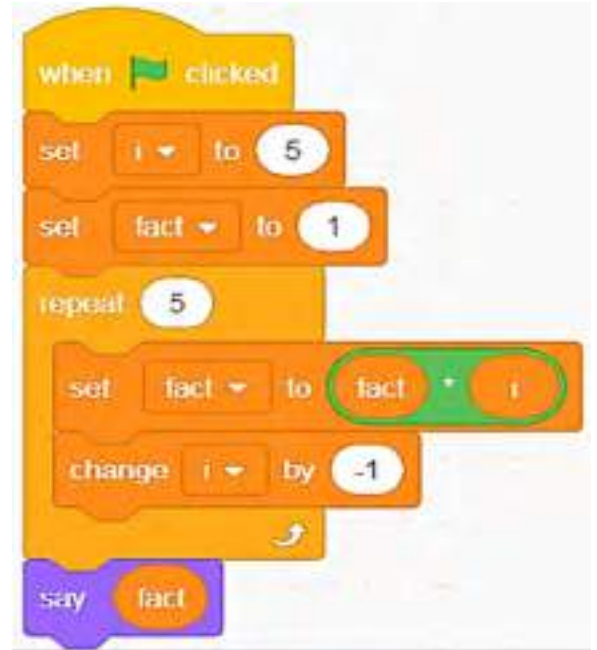 when clicked
set i to 5
set fact to 1
repeat 5
set fact to fact * i
change i by -1
say fact